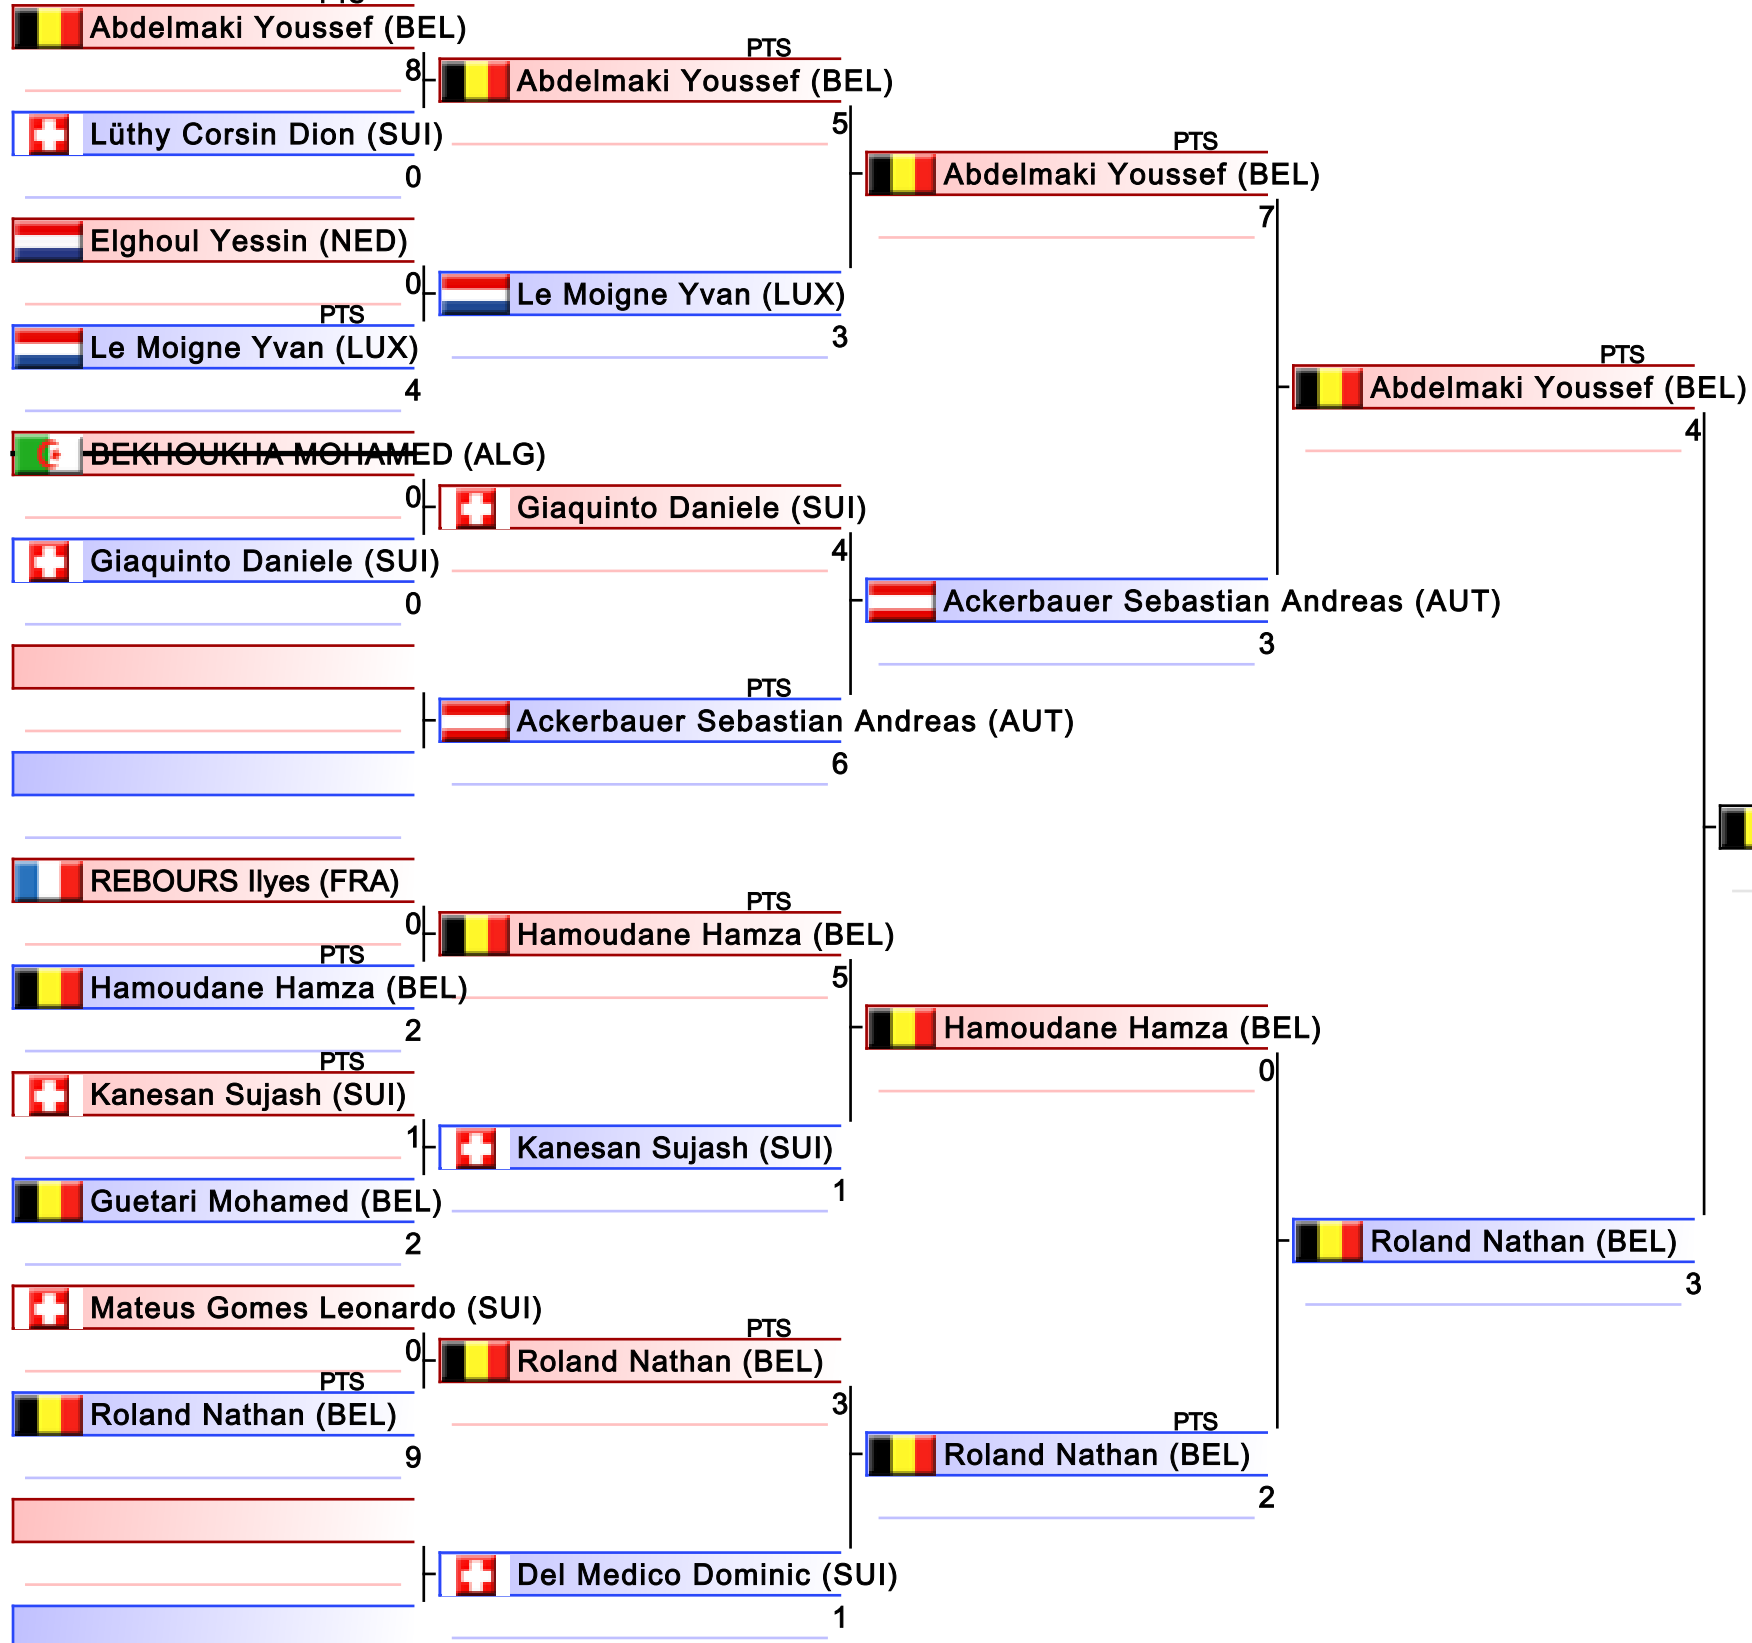 PTS
Abdelmaki Youssef (BEL)
8
Lüthy Corsin Dion (SUI)
0
Elghoul Yessin (NED)
0
PTS
Le Moigne Yvan (LUX)
4
BEKHOUKHA MOHAMED (ALG)
0
Giaquinto Daniele (SUI)
0
REBOURS Ilyes (FRA)
0
PTS
Hamoudane Hamza (BEL)
2
PTS
Kanesan Sujash (SUI)
1
Guetari Mohamed (BEL)
2
Mateus Gomes Leonardo (SUI)
0
PTS
Roland Nathan (BEL)
9
PTS
Abdelmaki Youssef (BEL)
5
Le Moigne Yvan (LUX)
3
Giaquinto Daniele (SUI)
4
PTS
Ackerbauer Sebastian Andreas (AUT)
6
PTS
Hamoudane Hamza (BEL)
5
Kanesan Sujash (SUI)
1
PTS
Roland Nathan (BEL)
3
Del Medico Dominic (SUI)
1
PTS
Abdelmaki Youssef (BEL)
7
Ackerbauer Sebastian Andreas (AUT)
3
Hamoudane Hamza (BEL)
0
PTS
Roland Nathan (BEL)
2
PTS
Abdelmaki Youssef (BEL)
4
Roland Nathan (BEL)
3